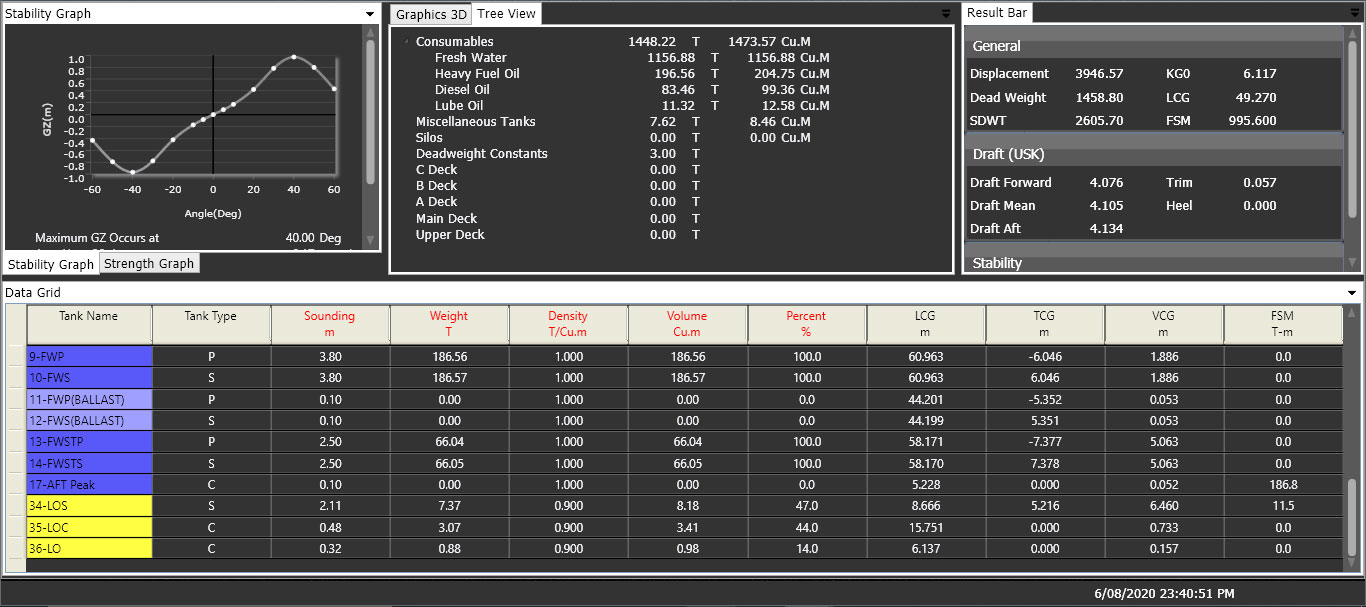 Stability Graph
1.0
0.8
0.6
0.4
0.2
0.0
-0.2
-0.4
-0.6
-0.8
-1.0
GZ(m)
-60 -40 -20 0 20 40 60
Angle(Deg)
Maximum GZ Occurs at 40.00 Deg
Stability Graph Strength Graph
Graphics 3D Tree View
Consumables 1448.22 T 1473.57 Cu.M
Fresh Water 1156.88 T 1156.88 Cu.M
Heavy Fuel Oil 196.56 T 204.75 Cu.M
Diesel Oil 83.46 T 99.36 Cu.M
Lube Oil 11.32 T 12.58 Cu.M
Miscellaneous Tanks 7.62 T 8.46 Cu.M
Silos 0.00 T 0.00 Cu.M
Deadweight Constants 3.00 T
C Deck 0.00 T
B Deck 0.00 T
A Deck 0.00 T
Main Deck 0.00 T
Upper Deck 0.00 T
Result Bar
General
Displacement 3946.57 KG0 6.117
Dead Weight 1458.80 LCG 49.270
SDWT 2605.70 FSM 995.600
Draft (USK)
Draft Forward 4.076 Trim 0.057
Draft Mean 4.105 Heel 0.000
Draft Aft 4.134
Stability
Data Grid
Tank Name Tank Type Sounding Weight Density Volume Percent LCG TCG VCG FSM
m T T/Cu.m Cu.m % m m m T-m
9-FWP P 3.80 186.56 1.000 186.56 100.0 60.963 -6.046 1.886 0.0
10-FWS S 3.80 186.57 1.000 186.57 100.0 60.963 6.046 1.886 0.0
11-FWP(BALLAST) P 0.10 0.00 1.000 0.00 0.0 44.201 -5.352 0.053 0.0
12-FWS(BALLAST) S 0.10 0.00 1.000 0.00 0.0 44.199 5.351 0.053 0.0
13-FWSTP P 2.50 66.04 1.000 66.04 100.0 58.171 -7.377 5.063 0.0
14-FWSTS S 2.50 66.05 1.000 66.05 100.0 58.170 7.378 5.063 0.0
17-AFT Peak C 0.10 0.00 1.000 0.00 0.0 5.228 0.000 0.052 186.8
34-LOS S 2.11 7.37 0.900 8.18 47.0 8.666 5.216 6.460 11.5
35-LOC C 0.48 3.07 0.900 3.41 44.0 15.751 0.000 0.733 0.0
36-LO C 0.32 0.88 0.900 0.98 14.0 6.137 0.000 0.157 0.0
6/08/2020 23:40:51 PM